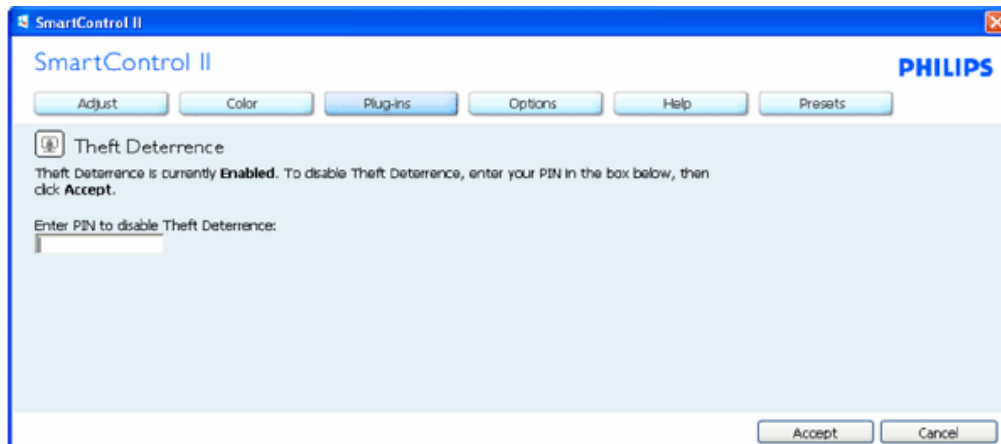 SmartControl II
SmartControl II
PHILIPS
Adjust Color Plug-ins Options Help Presets
Theft Deterrence
Theft Deterrence is currently Enabled. To disable Theft Deterrence, enter your PIN in the box below, then
click Accept.
Enter PIN to disable Theft Deterrence:
Accept Cancel